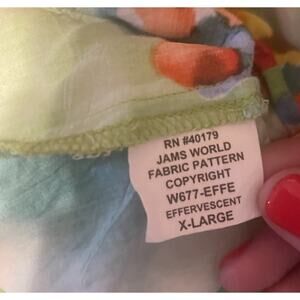 RN #40179
JAMS WORLD
FABRIC PATTERN
COPYRIGHT
W677-EFFE
EFFERVESCENT
X-LARGE